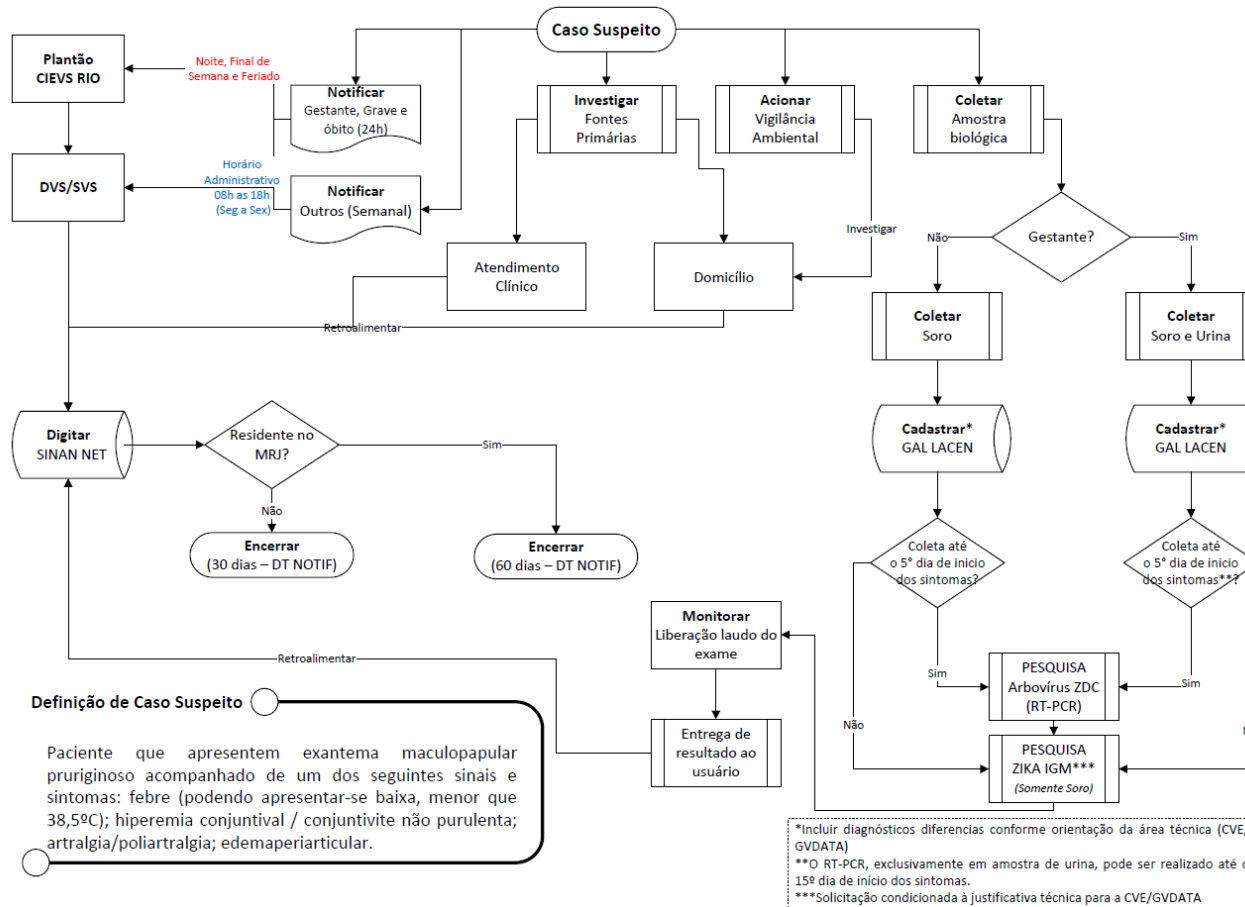 Caso Suspeito
Plantão
CIEVS RIO
Noite, Final de
Semana e Feriado
Notificar
Gestante, Grave e
óbito (24h)
Investigar
Fontes
Primárias
Acionar
Vigilância
Ambiental
Coletar
Amostra
biológica
DVS/SVS
Horário
Administrativo
08h as 18h
(Seg a Sex)
Notificar
Outros (Semanal)
Investigar
Não
Gestante?
Sim
Atendimento
Clínico
Domicílio
Retroalimentar
Coletar
Soro
Coletar
Soro e Urina
Digitar
SINAN NET
Residente no
MRJ?
Sim
Não
Cadastrar*
GAL LACEN
Cadastrar*
GAL LACEN
Encerrar
(30 dias – DT NOTIF)
Encerrar
(60 dias – DT NOTIF)
Coleta até
o 5° dia de inicio
dos sintomas?
Coleta até
o 5° dia de inicio
dos sintomas**?
Monitorar
Liberação laudo do
exame
Retroalimentar
Sim
PESQUISA
Arbovírus ZDC
(RT-PCR)
Sim
Não
Entrega de
resultado ao
usuário
PESQUISA
ZIKA IGM***
(Somente Soro)
Definição de Caso Suspeito
Paciente que apresentem exantema maculopapular
pruriginoso acompanhado de um dos seguintes sinais e
sintomas: febre (podendo apresentar-se baixa, menor que
38,5ºC); hiperemia conjuntival / conjuntivite não purulenta;
artralgia/poliartralgia; edemaperiarticular.
*Incluir diagnósticos diferencias conforme orientação da área técnica (CVE/
GVDATA)
**O RT-PCR, exclusivamente em amostra de urina, pode ser realizado até
15º dia de início dos sintomas.
***Solicitação condicionada à justificativa técnica para a CVE/GVDATA